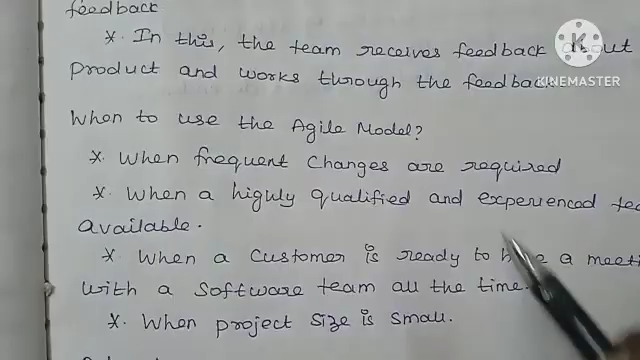 feedback
*. In this, the team receives feedback about
product and works through the feedback.
KINEMASTER
When to use the Agile Model?
*. When frequent changes are required
*. When a highly qualified and experienced
available.
*. When a Customer is ready to have a
with a Software team all the time.
*. When project size is small.